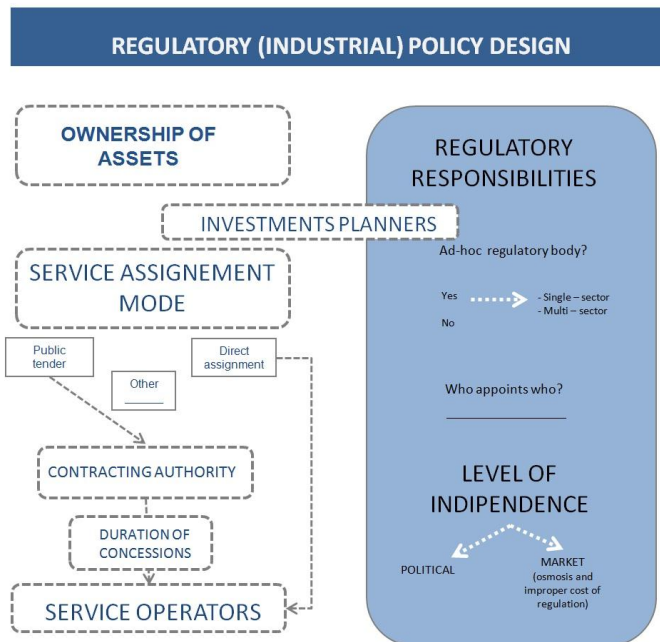 REGULATORY (INDUSTRIAL) POLICY DESIGN
OWNERSHIP OF
ASSETS
INVESTMENTS PLANNERS
SERVICE ASSIGNEMENT
MODE
Public
tender
Other
Direct
assignment
CONTRACTING AUTHORITY
DURATION OF
CONCESSIONS
SERVICE OPERATORS
REGULATORY
RESPONSIBILITIES
Ad-hoc regulatory body?
Yes
- Single – sector
- Multi – sector
No
Who appoints who?
LEVEL OF
INDIPENDENCE
POLITICAL
MARKET
(osmosis and
improper cost of
regulation)